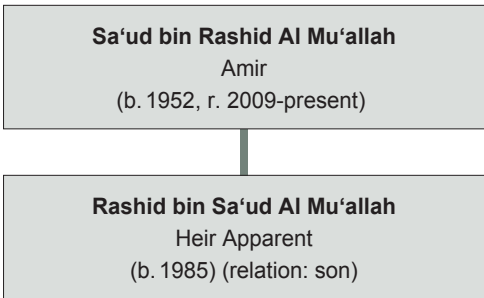 Sa‘ud bin Rashid Al Mu‘allah
Amir
(b. 1952, r. 2009-present)
Rashid bin Sa‘ud Al Mu‘allah
Heir Apparent
(b. 1985) (relation: son)